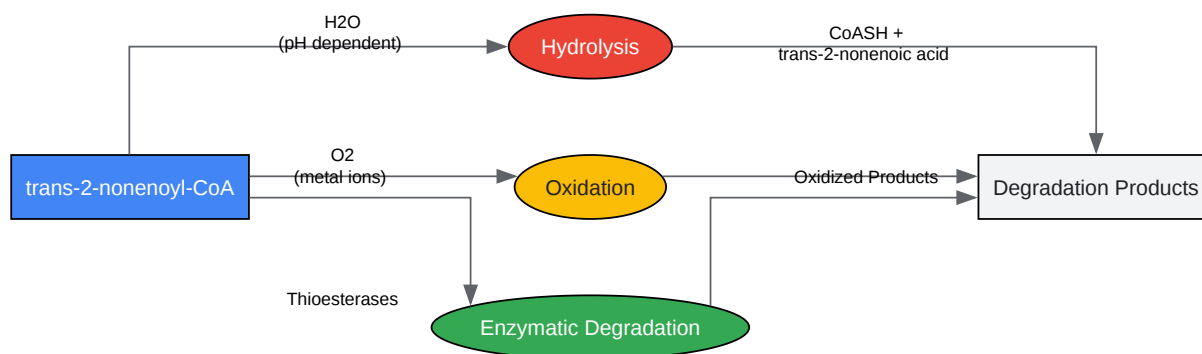 H2O
(pH dependent)
Hydrolysis
CoASH +
trans-2-nonenoic acid
trans-2-nonenoyl-CoA
O2
(metal ions)
Oxidation
Oxidized Products
Degradation Products
Thioesterases
Enzymatic Degradation